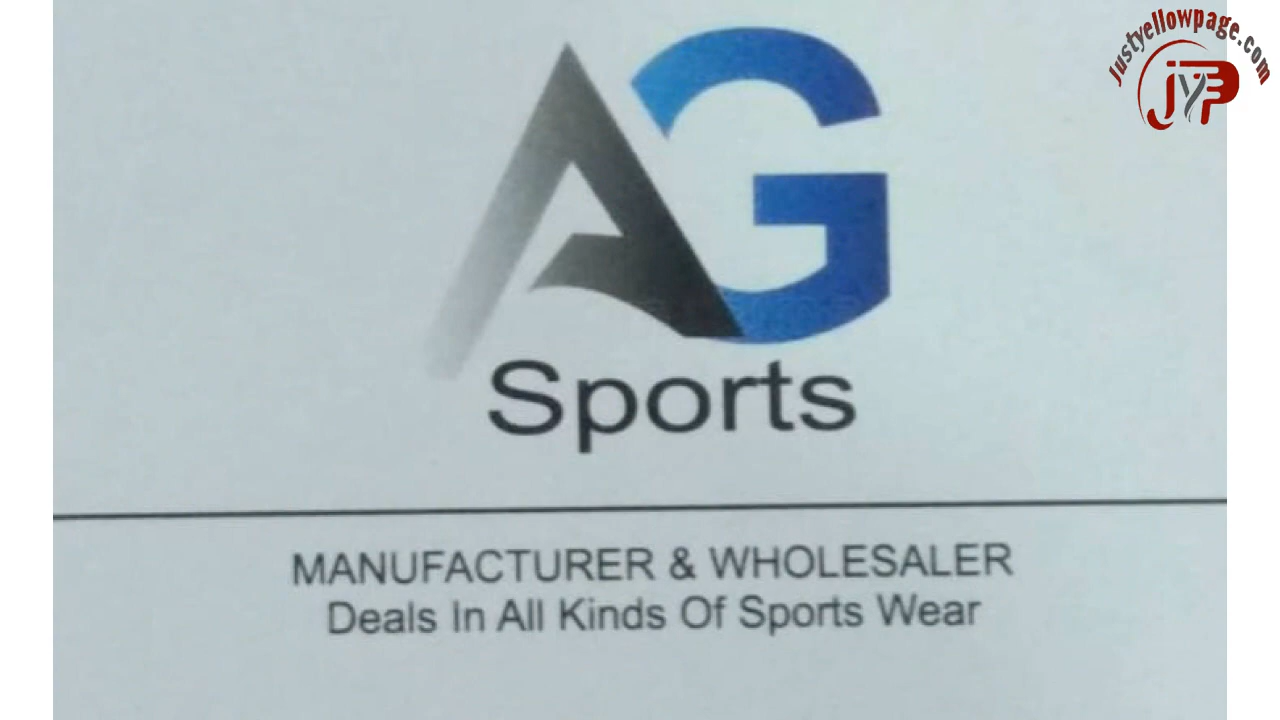 Justyellowpage.com
JYP
AG
Sports
MANUFACTURER & WHOLESALER
Deals In All Kinds Of Sports Wear